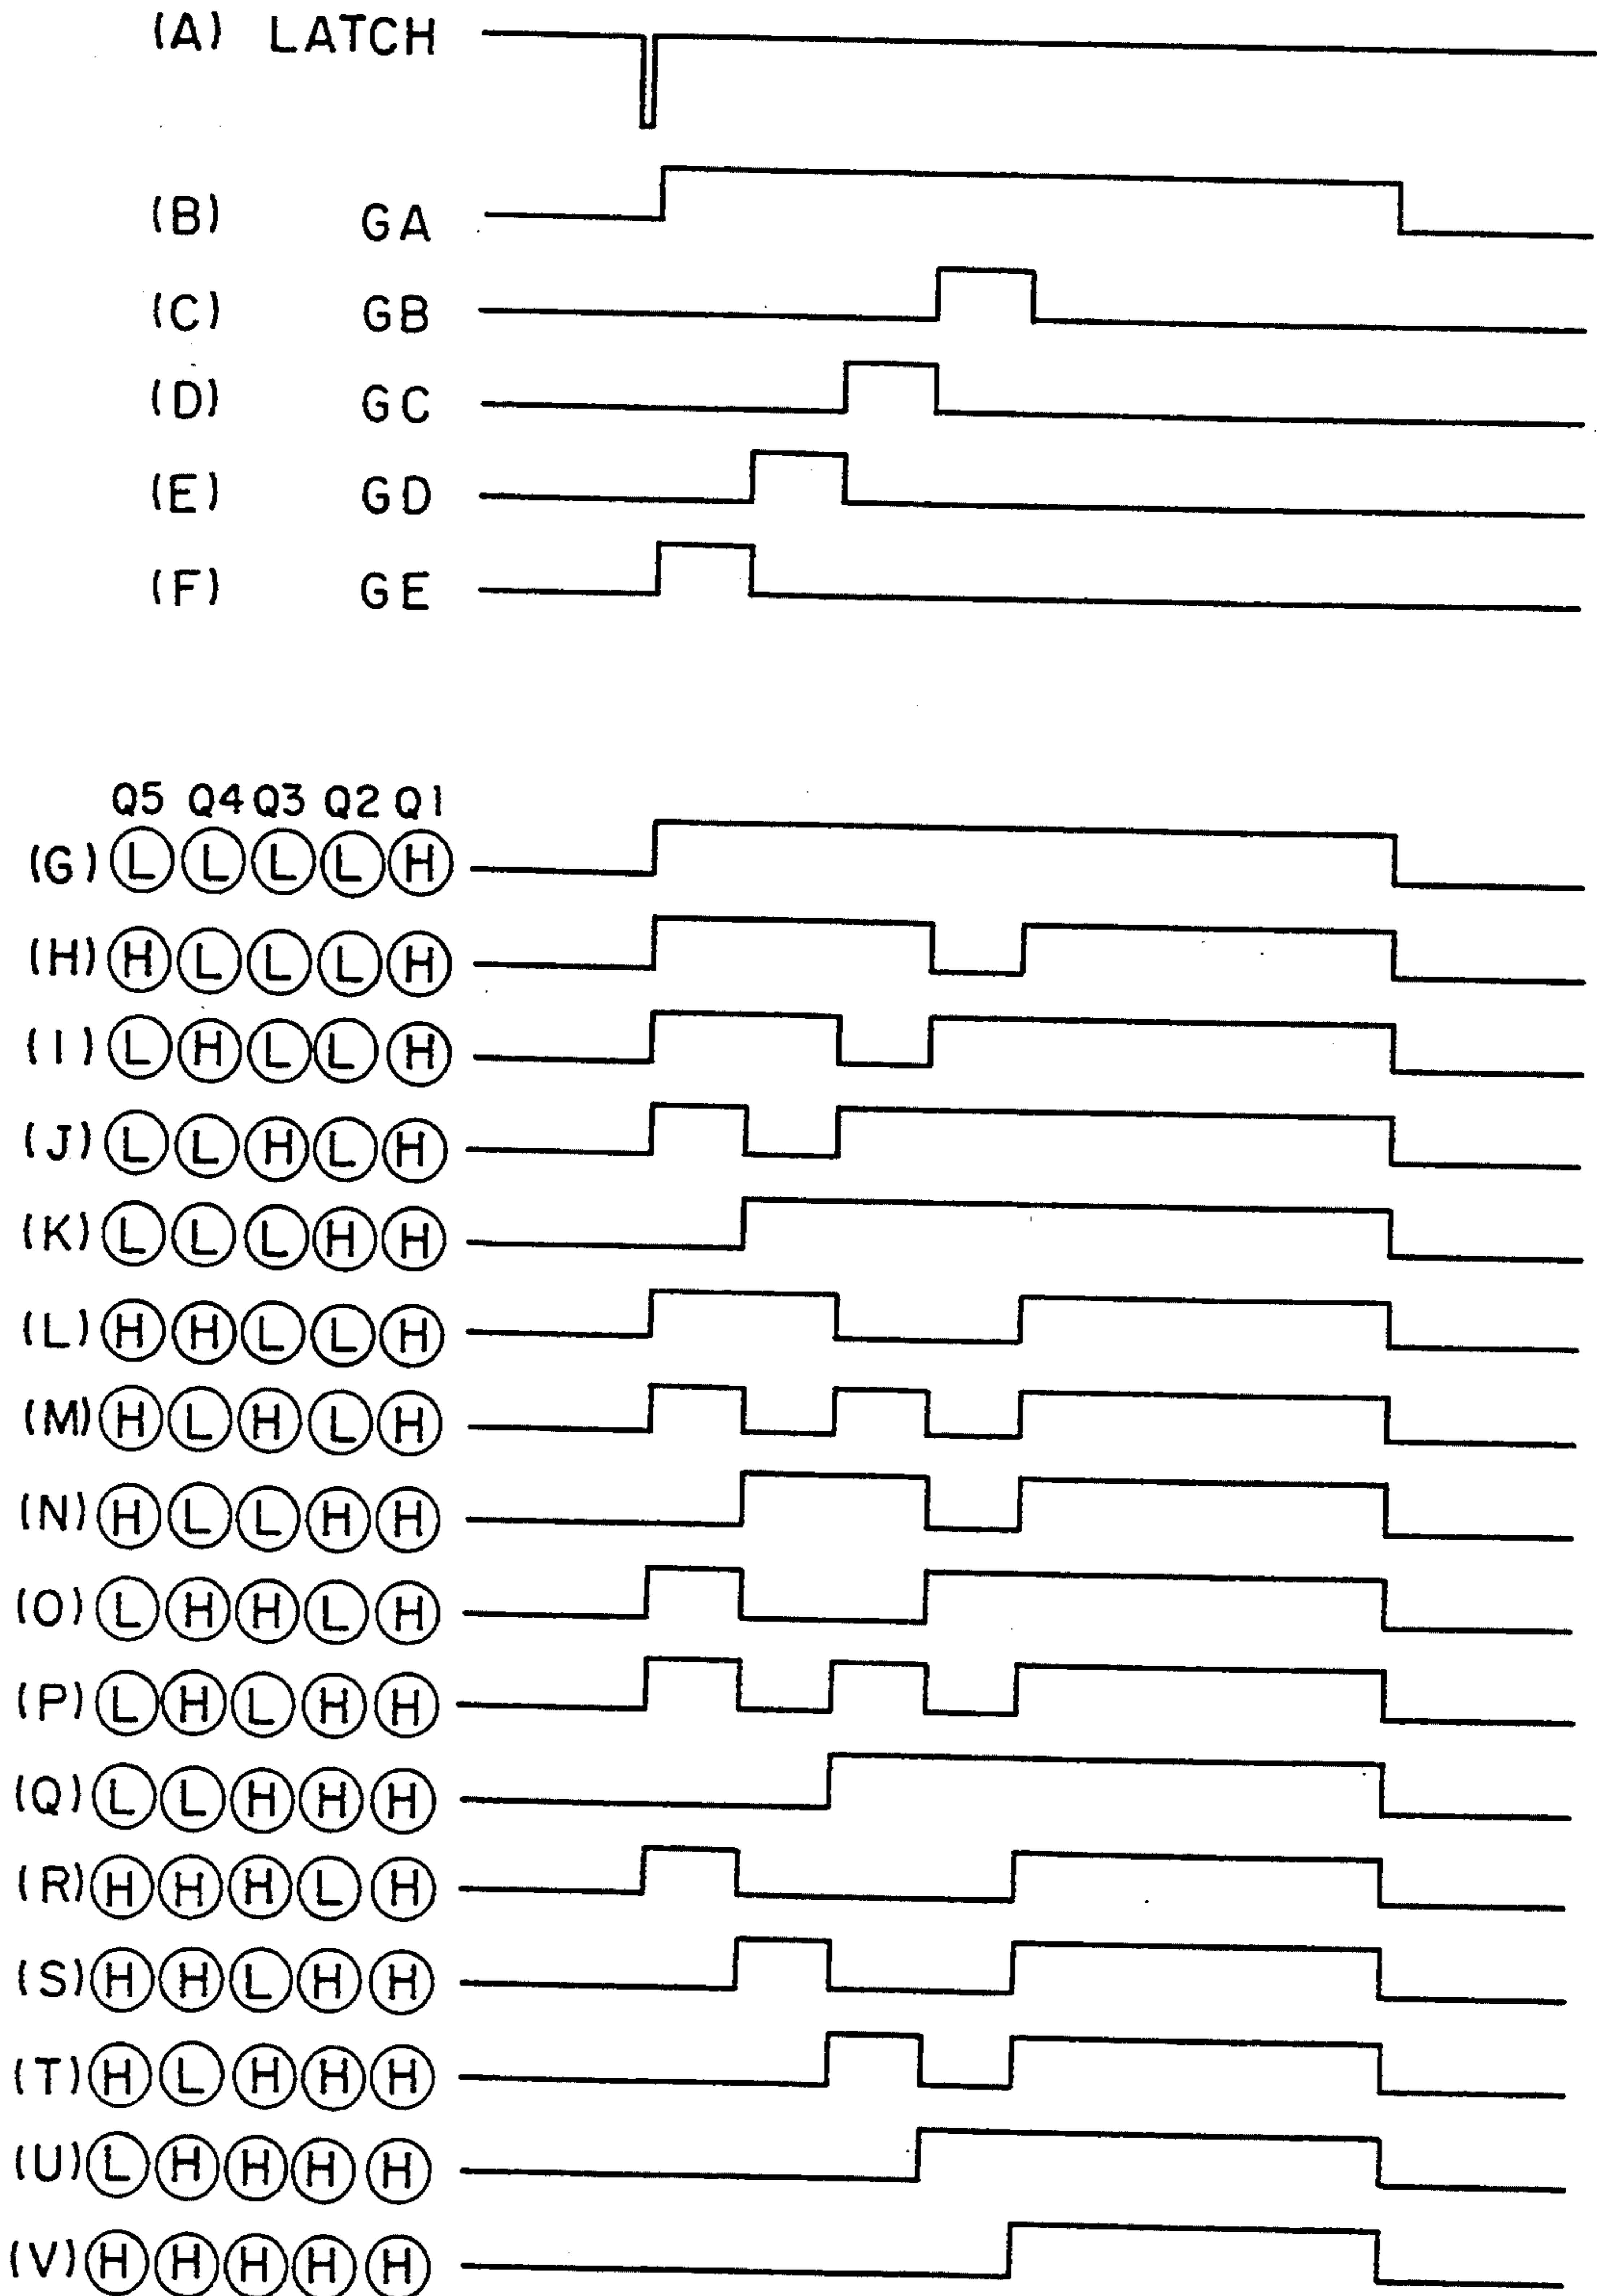 (A) LATCH
(B) GA
(C) GB
(D) GC
(E) GD
(F) GE
Q5 Q4 Q3 Q2 Q1
(G) L L L L H
(H) H L L L H
(I) L H L L H
(J) L L H L H
(K) L L L H H
(L) H H L L H
(M) H L H L H
(N) H L L H H
(O) L H H L H
(P) L H L H H
(Q) L L H H H
(R) H H H L H
(S) H H L H H
(T) H L H H H
(U) L H H H H
(V) H H H H H